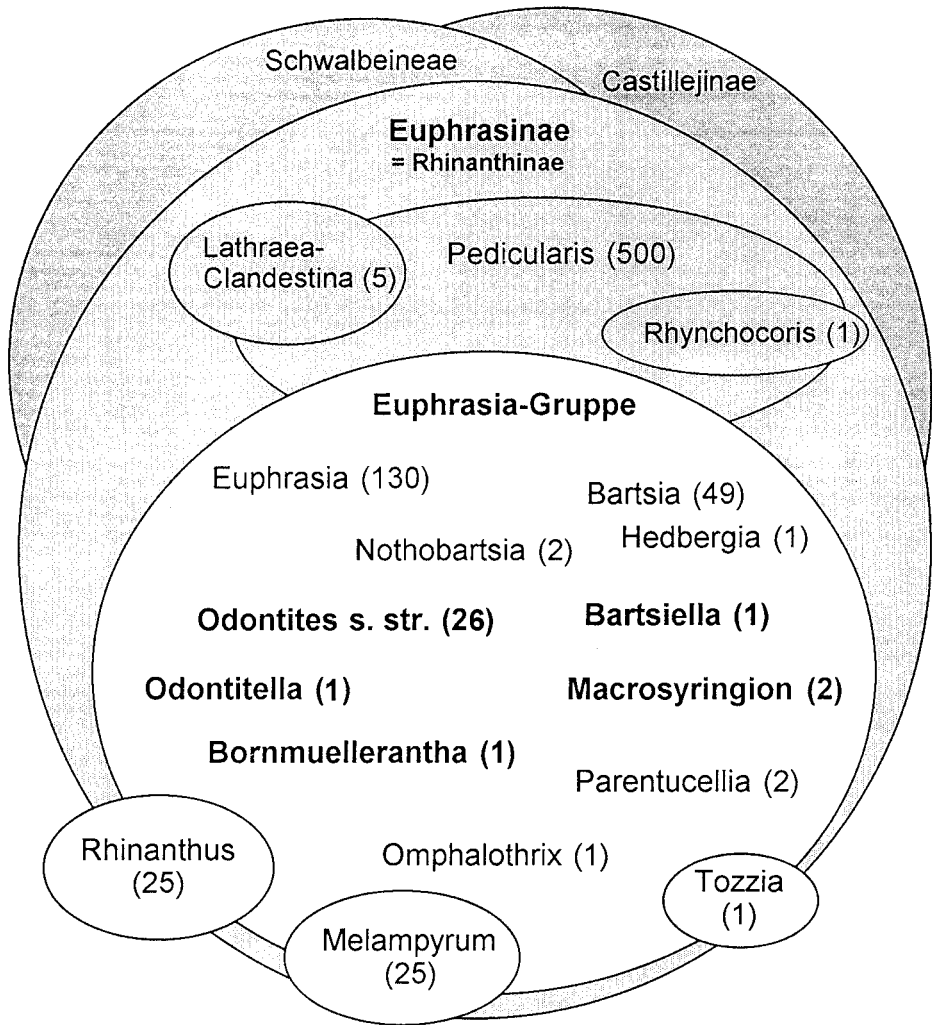 Schwalbeineae
Castillejinae
Euphrasinae
= Rhinanthinae
Lathraea-
Clandestina (5)
Pedicularis (500)
Rhynchocoris (1)
Euphrasia-Gruppe
Euphrasia (130)
Bartsia (49)
Nothobartsia (2)
Hedbergia (1)
Odontites s. str. (26)
Bartsiella (1)
Odontitella (1)
Macrosyringion (2)
Bornmuellerantha (1)
Parentucellia (2)
Rhinanthus
(25)
Omphalothrix (1)
Tozzia
(1)
Melampyrum
(25)